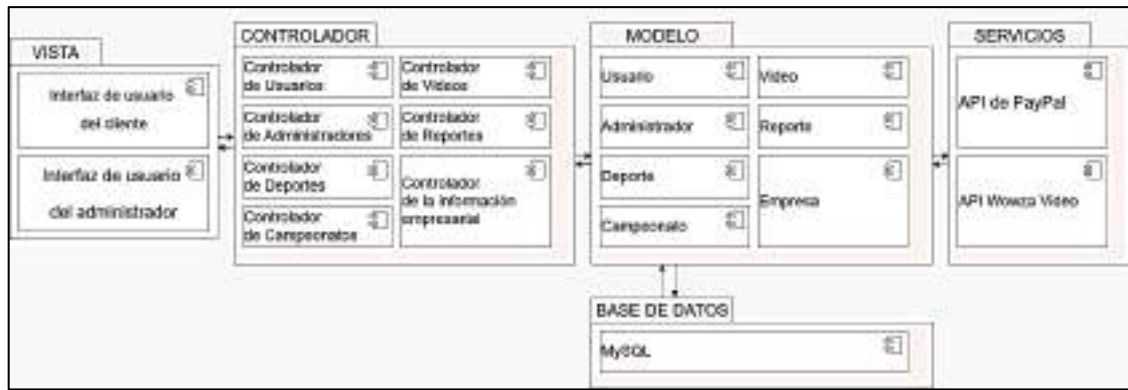 VISTA
Interfaz de usuario
del cliente
Interfaz de usuario
del administrador
CONTROLADOR
Controlador
de Usuarios
Controlador
de Videos
Controlador
de Administradores
Controlador
de Reportes
Controlador
de Deportes
Controlador
de la Información
empresarial
Controlador
de Campeonatos
MODELO
Usuario
Video
Administrador
Reporte
Deporte
Empresa
Campeonato
SERVICIOS
API de PayPal
API Wowza Video
BASE DE DATOS
MySQL